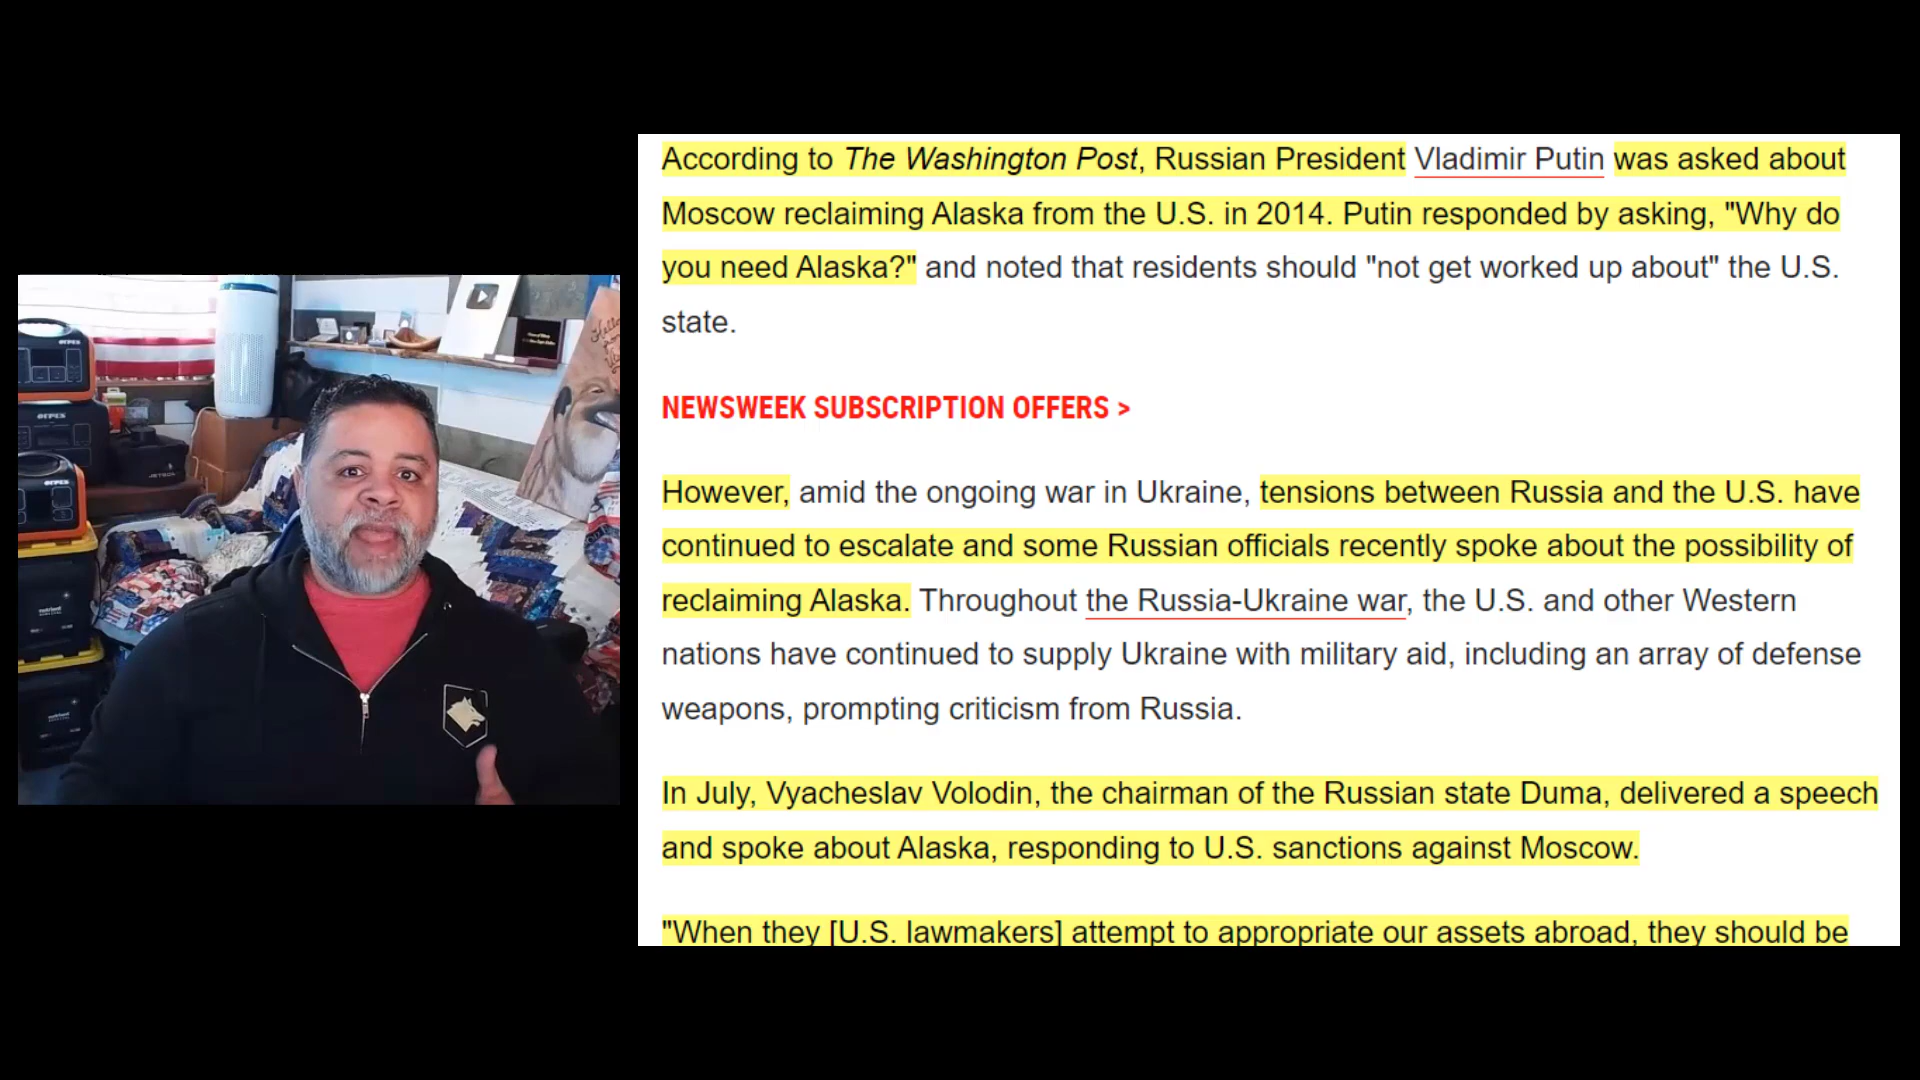 According to The Washington Post, Russian President Vladimir Putin was asked about
Moscow reclaiming Alaska from the U.S. in 2014. Putin responded by asking, "Why do
you need Alaska?" and noted that residents should "not get worked up about" the U.S.
state.
NEWSWEEK SUBSCRIPTION OFFERS >
However, amid the ongoing war in Ukraine, tensions between Russia and the U.S. have
continued to escalate and some Russian officials recently spoke about the possibility of
reclaiming Alaska. Throughout the Russia-Ukraine war, the U.S. and other Western
nations have continued to supply Ukraine with military aid, including an array of defense
weapons, prompting criticism from Russia.
In July, Vyacheslav Volodin, the chairman of the Russian state Duma, delivered a speech
and spoke about Alaska, responding to U.S. sanctions against Moscow.
"When they [U.S. lawmakers] attempt to appropriate our assets abroad, they should be